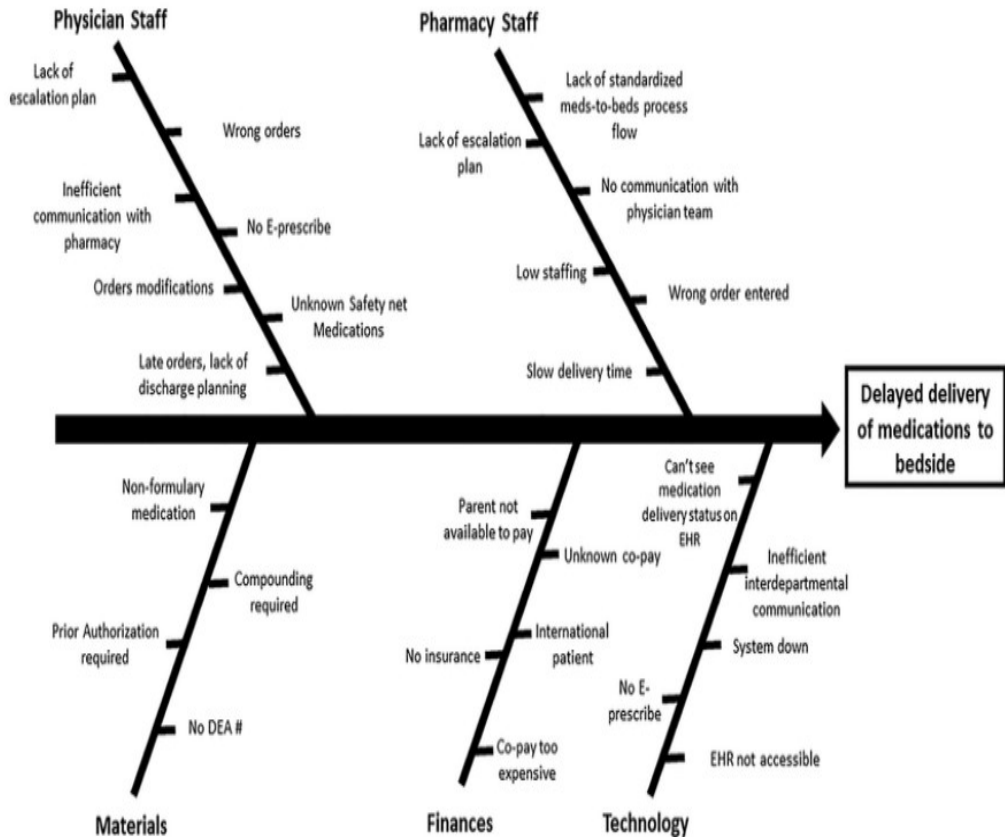 Physician Staff
Lack of
escalation plan
Wrong orders
Inefficient
communication with
pharmacy
No E-prescribe
Orders modifications
Unknown Safety net
Medications
Late orders, lack of
discharge planning
Pharmacy Staff
Lack of standardized
meds-to-beds process
flow
Lack of escalation
plan
No communication with
physician team
Low staffing
Wrong order entered
Slow delivery time
Delayed delivery
of medications to
bedside
Non-formulary
medication
Compounding
required
Prior Authorization
required
No DEA #
Materials
Parent not
available to pay
Unknown co-pay
International
patient
No insurance
Co-pay too
expensive
Finances
Can't see
medication
delivery status on
EHR
Inefficient
interdepartmental
communication
System down
No E-
prescribe
EHR not accessible
Technology